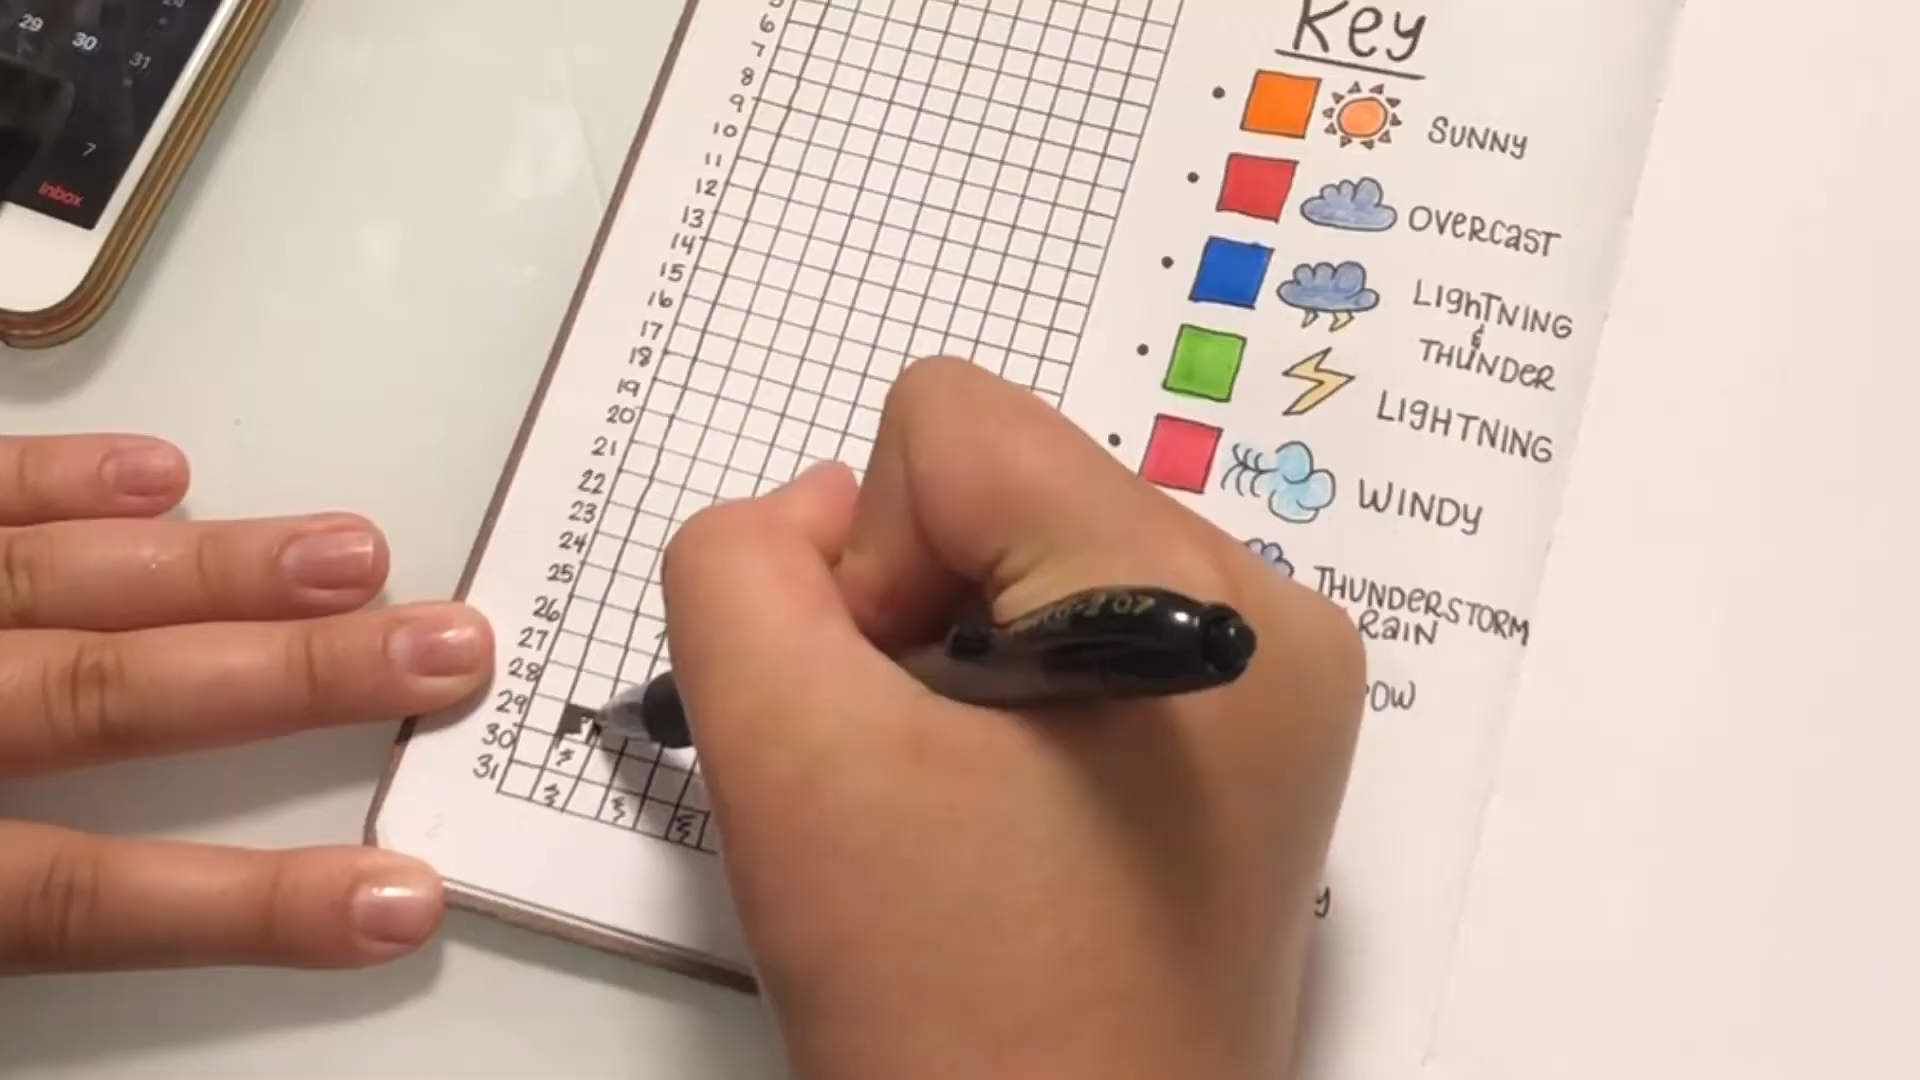 29 30 31
7
Inbox
6
7
8
9
10
11
12
13
14
15
16
17
18
19
20
21
22
23
24
25
26
27
28
29
30
31
Key
SUNNY
OVERCAST
LIGHTNING
&
THUNDER
LIGHTNING
WINDY
THUNDERSTORM
RAIN